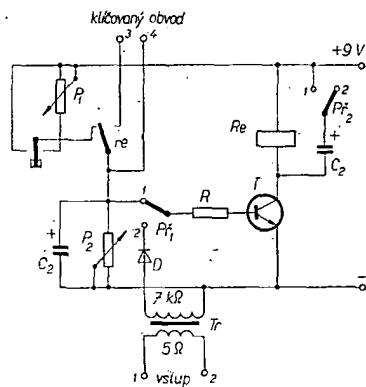 klíčovaný obvod
3 4
+9 V
P1
re
Re
1 2
Př2
+
C2
T
1
R
Př1
+
C2
P2
2
D
7 kΩ
Tr
5 Ω
1 vstup 2
–